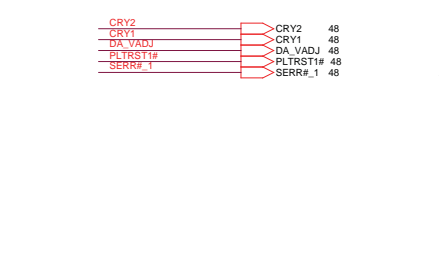 CRY2 CRY2 48
CRY1 CRY1 48
DA_VADJ DA_VADJ 48
PLTRST1# PLTRST1# 48
SERR#_1 SERR#_1 48